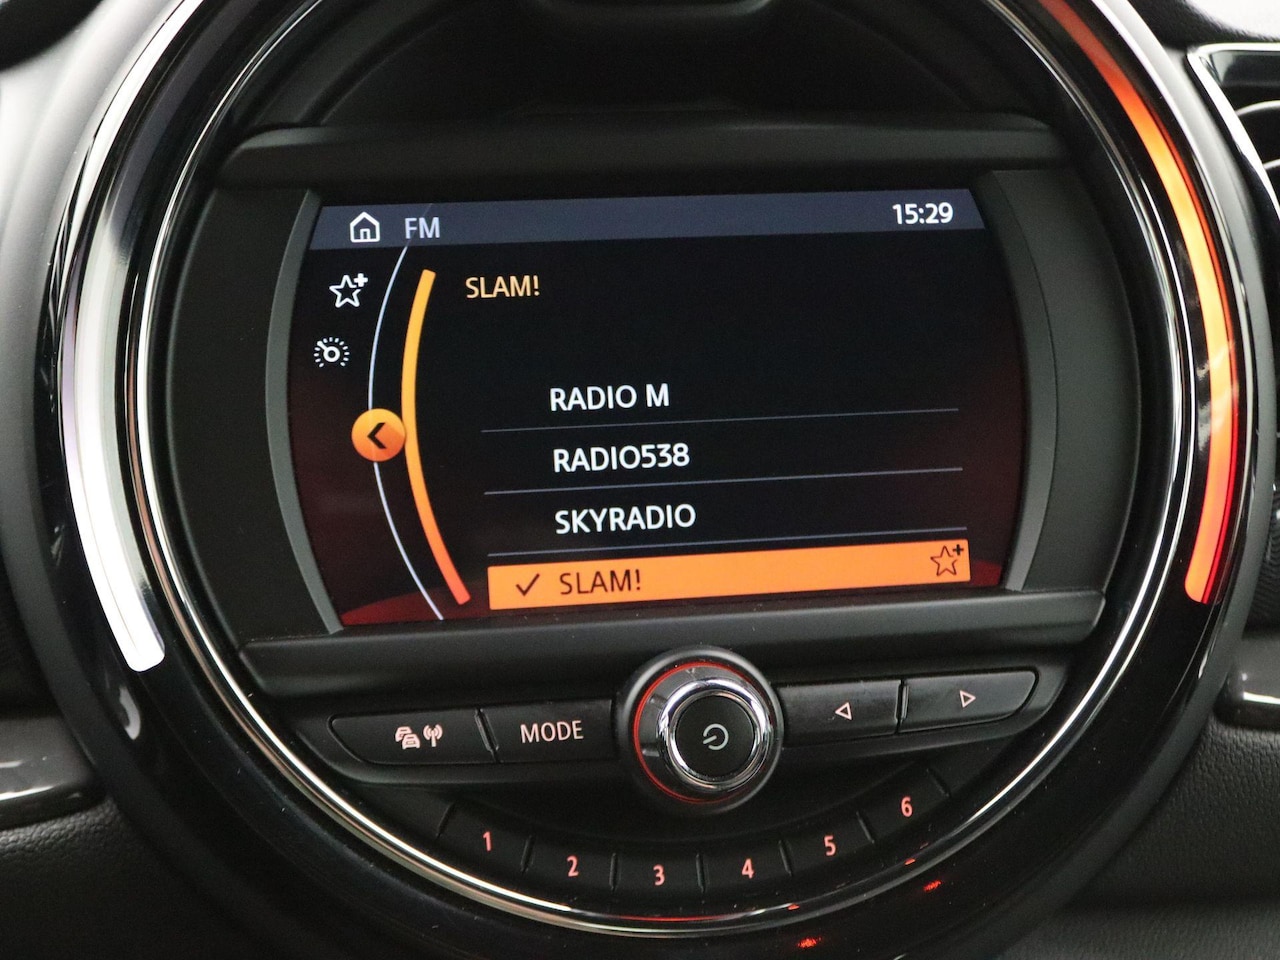 FM 15:29
SLAM!
RADIO M
RADIO538
SKYRADIO
SLAM!
MODE
1 2 3 4 5 6